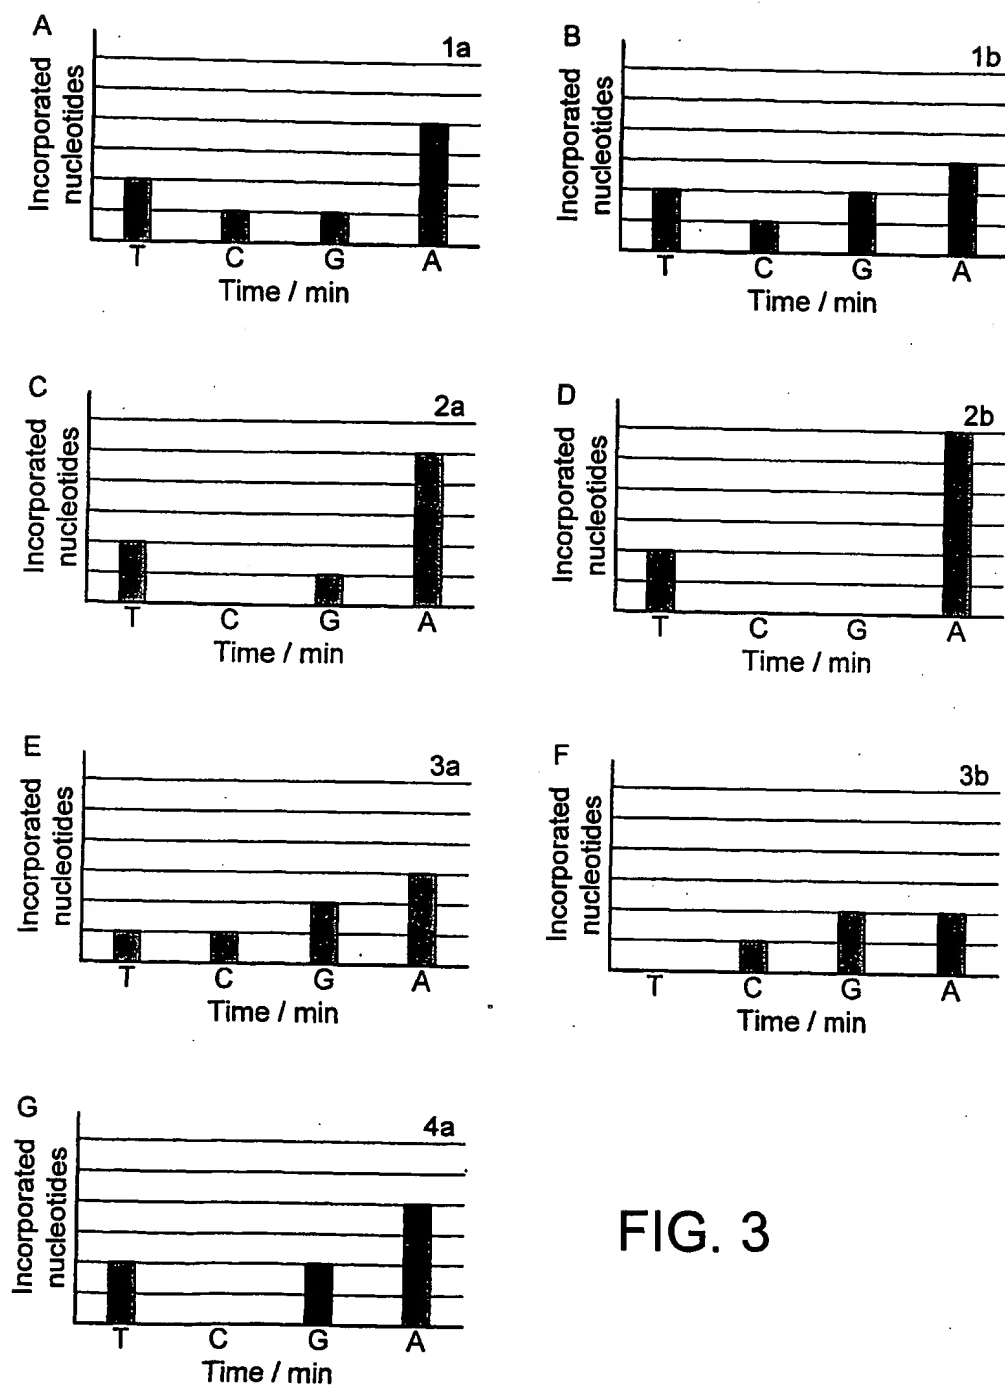 A
1a
Incorporated
nucleotides
T C G A
Time / min
B
1b
Incorporated
nucleotides
T C G A
Time / min
C
2a
Incorporated
nucleotides
T C G A
Time / min
D
2b
Incorporated
nucleotides
T C G A
Time / min
E
3a
Incorporated
nucleotides
T C G A
Time / min
F
3b
Incorporated
nucleotides
T C G A
Time / min
G
4a
Incorporated
nucleotides
T C G A
Time / min
FIG. 3